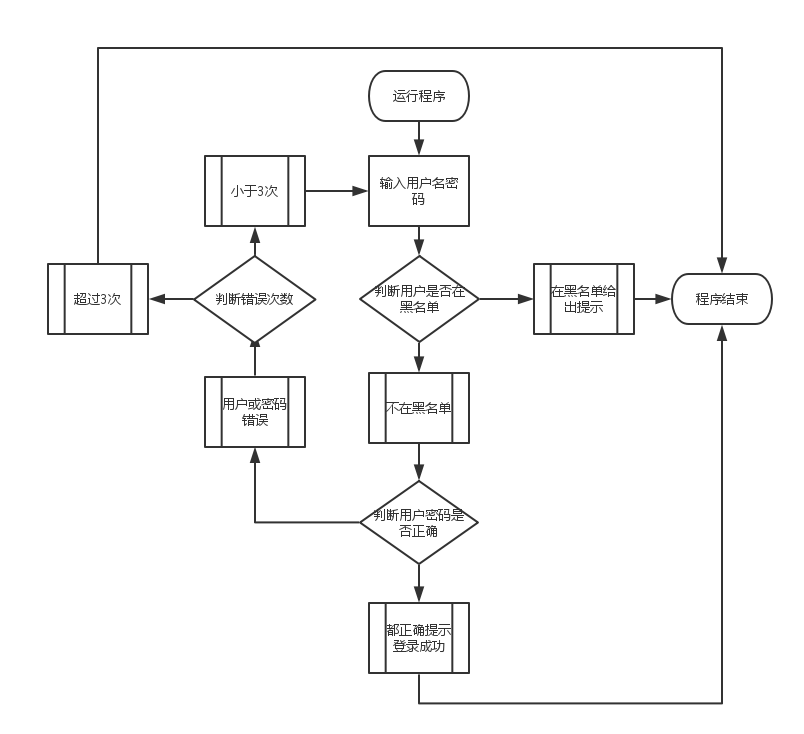 运行程序
小于3次
输入用户名密
码
超过3次
判断错误次数
判断用户是否在
黑名单
在黑名单给
出提示
程序结束
用户或密码
错误
不在黑名单
判断用户密码是
否正确
都正确提示
登录成功